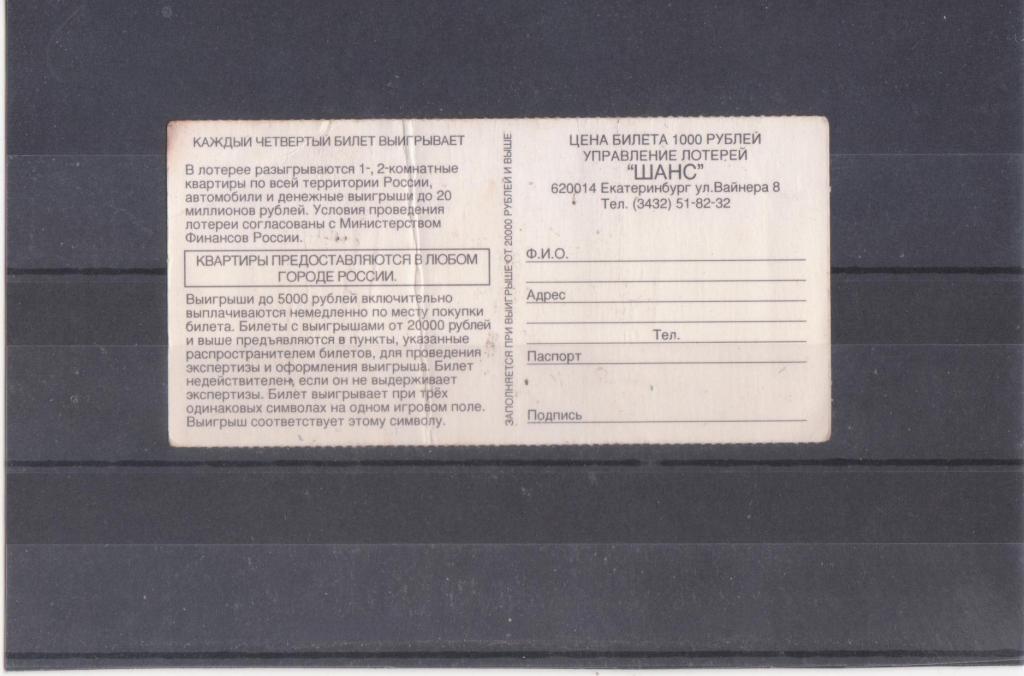 КАЖДЫЙ ЧЕТВЕРТЫЙ БИЛЕТ ВЫИГРЫВАЕТ
В лотерее разыгрываются 1-, 2-комнатные
квартиры по всей территории России,
автомобили и денежные выигрыши до 20
миллионов рублей. Условия проведения
лотереи согласованы с Министерством
Финансов России.
КВАРТИРЫ ПРЕДОСТАВЛЯЮТСЯ В ЛЮБОМ
ГОРОДЕ РОССИИ.
Выигрыши до 5000 рублей включительно
выплачиваются немедленно по месту покупки
билета. Билеты с выигрышами от 20000 рублей
и выше предъявляются в пункты, указанные
распространителем билетов, для проведения
экспертизы и оформления выигрыша. Билет
недействителен, если он не выдерживает
экспертизы. Билет выигрывает при трёх
одинаковых символах на одном игровом поле.
Выигрыш соответствует этому символу.
ЗАПОЛНЯЕТСЯ ПРИ ВЫИГРЫШЕ ОТ 20000 РУБЛЕЙ И ВЫШЕ
ЦЕНА БИЛЕТА 1000 РУБЛЕЙ
УПРАВЛЕНИЕ ЛОТЕРЕЙ
"ШАНС"
620014 Екатеринбург ул.Вайнера 8
Тел. (3432) 51-82-32
Ф.И.О.
Адрес
Тел.
Паспорт
Подпись